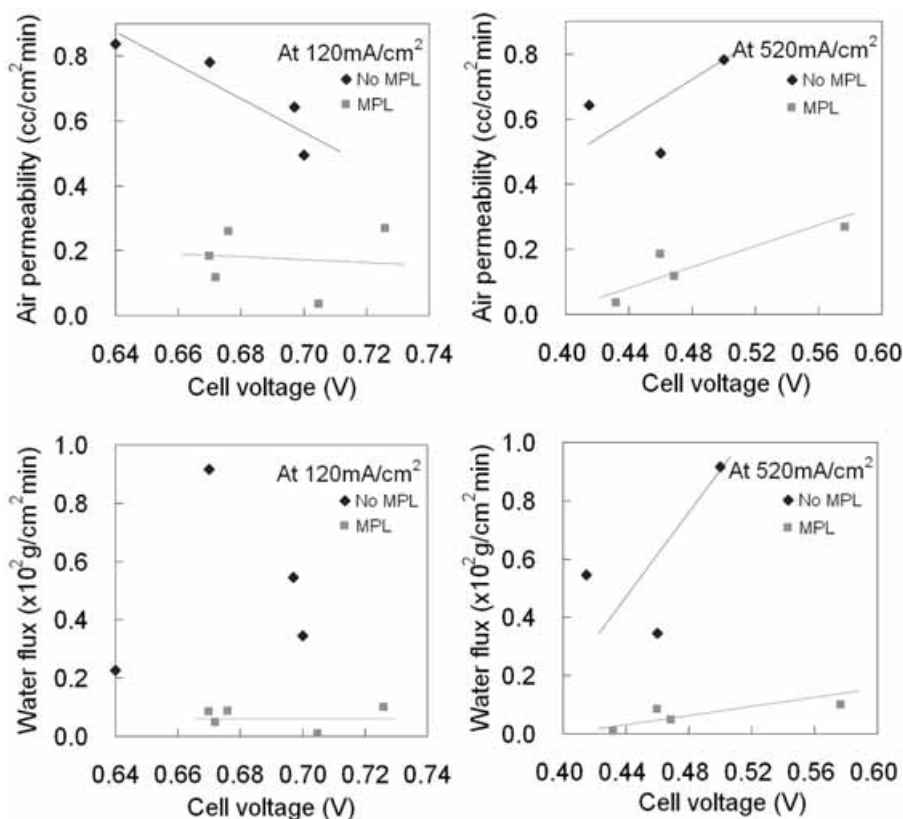 At 120mA/cm²
◆ No MPL
■ MPL
Air permeability (cc/cm²min)
0.8
0.6
0.4
0.2
0.0
0.64 0.66 0.68 0.70 0.72 0.74
Cell voltage (V)
At 520mA/cm²
◆ No MPL
■ MPL
Air permeability (cc/cm²min)
0.8
0.6
0.4
0.2
0.0
0.40 0.44 0.48 0.52 0.56 0.60
Cell voltage (V)
At 120mA/cm²
◆ No MPL
■ MPL
Water flux (x10²g/cm²min)
1.0
0.8
0.6
0.4
0.2
0.0
0.64 0.66 0.68 0.70 0.72 0.74
Cell voltage (V)
At 520mA/cm²
◆ No MPL
■ MPL
Water flux (x10²g/cm²min)
1.0
0.8
0.6
0.4
0.2
0.0
0.40 0.44 0.48 0.52 0.56 0.60
Cell voltage (V)